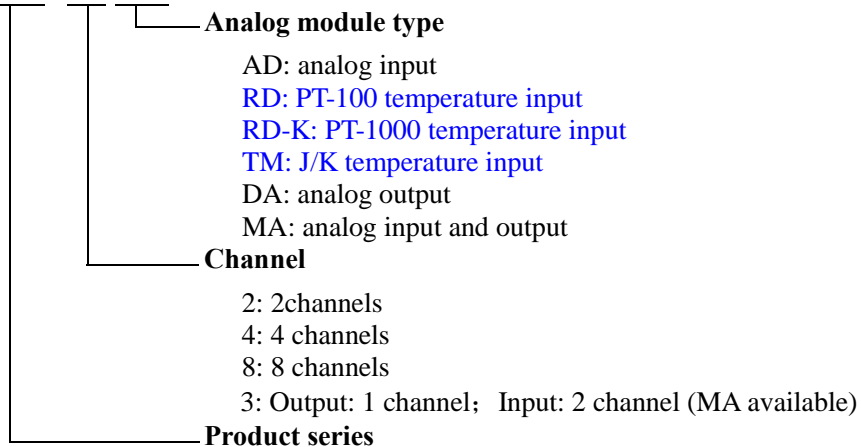 Analog module type
AD: analog input
RD: PT-100 temperature input
RD-K: PT-1000 temperature input
TM: J/K temperature input
DA: analog output
MA: analog input and output
Channel
2: 2channels
4: 4 channels
8: 8 channels
3: Output: 1 channel；Input: 2 channel (MA available)
Product series